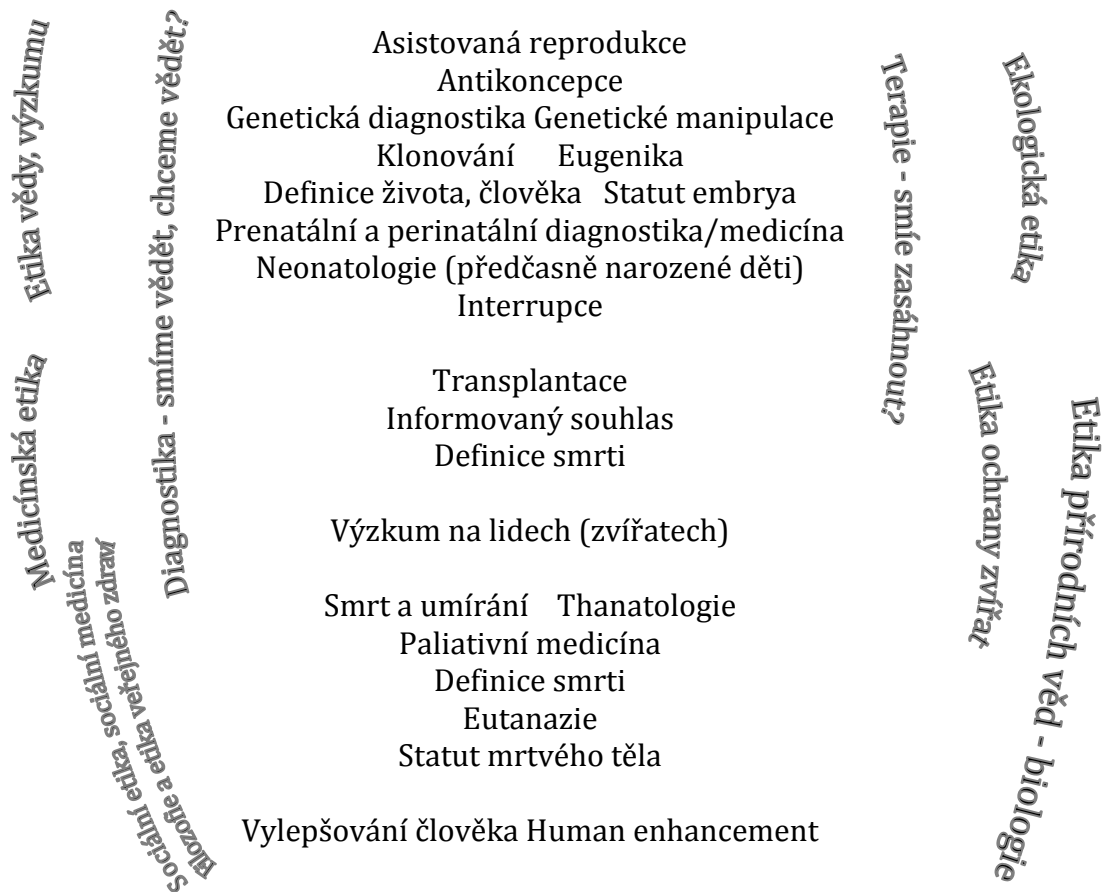 Etika vědy, výzkumu
Medicínská etika
Sociální etika, sociální medicína
Filozofie a etika veřejného zdraví
Diagnostika - smíme vědět, chceme vědět?
Asistovaná reprodukce
Antikoncepce
Genetická diagnostika Genetické manipulace
Klonování Eugenika
Definice života, člověka Statut embrya
Prenatální a perinatální diagnostika/medicína
Neonatologie (předčasně narozené děti)
Interrupce
Transplantace
Informovaný souhlas
Definice smrti
Výzkum na lidech (zvířatech)
Smrt a umírání Thanatologie
Paliativní medicína
Definice smrti
Eutanazie
Statut mrtvého těla
Vylepšování člověka Human enhancement
Terapie - smíe zasáhnout?
Ekologická etika
Etika ochrany zvířat
Etika přírodních věd - biologie